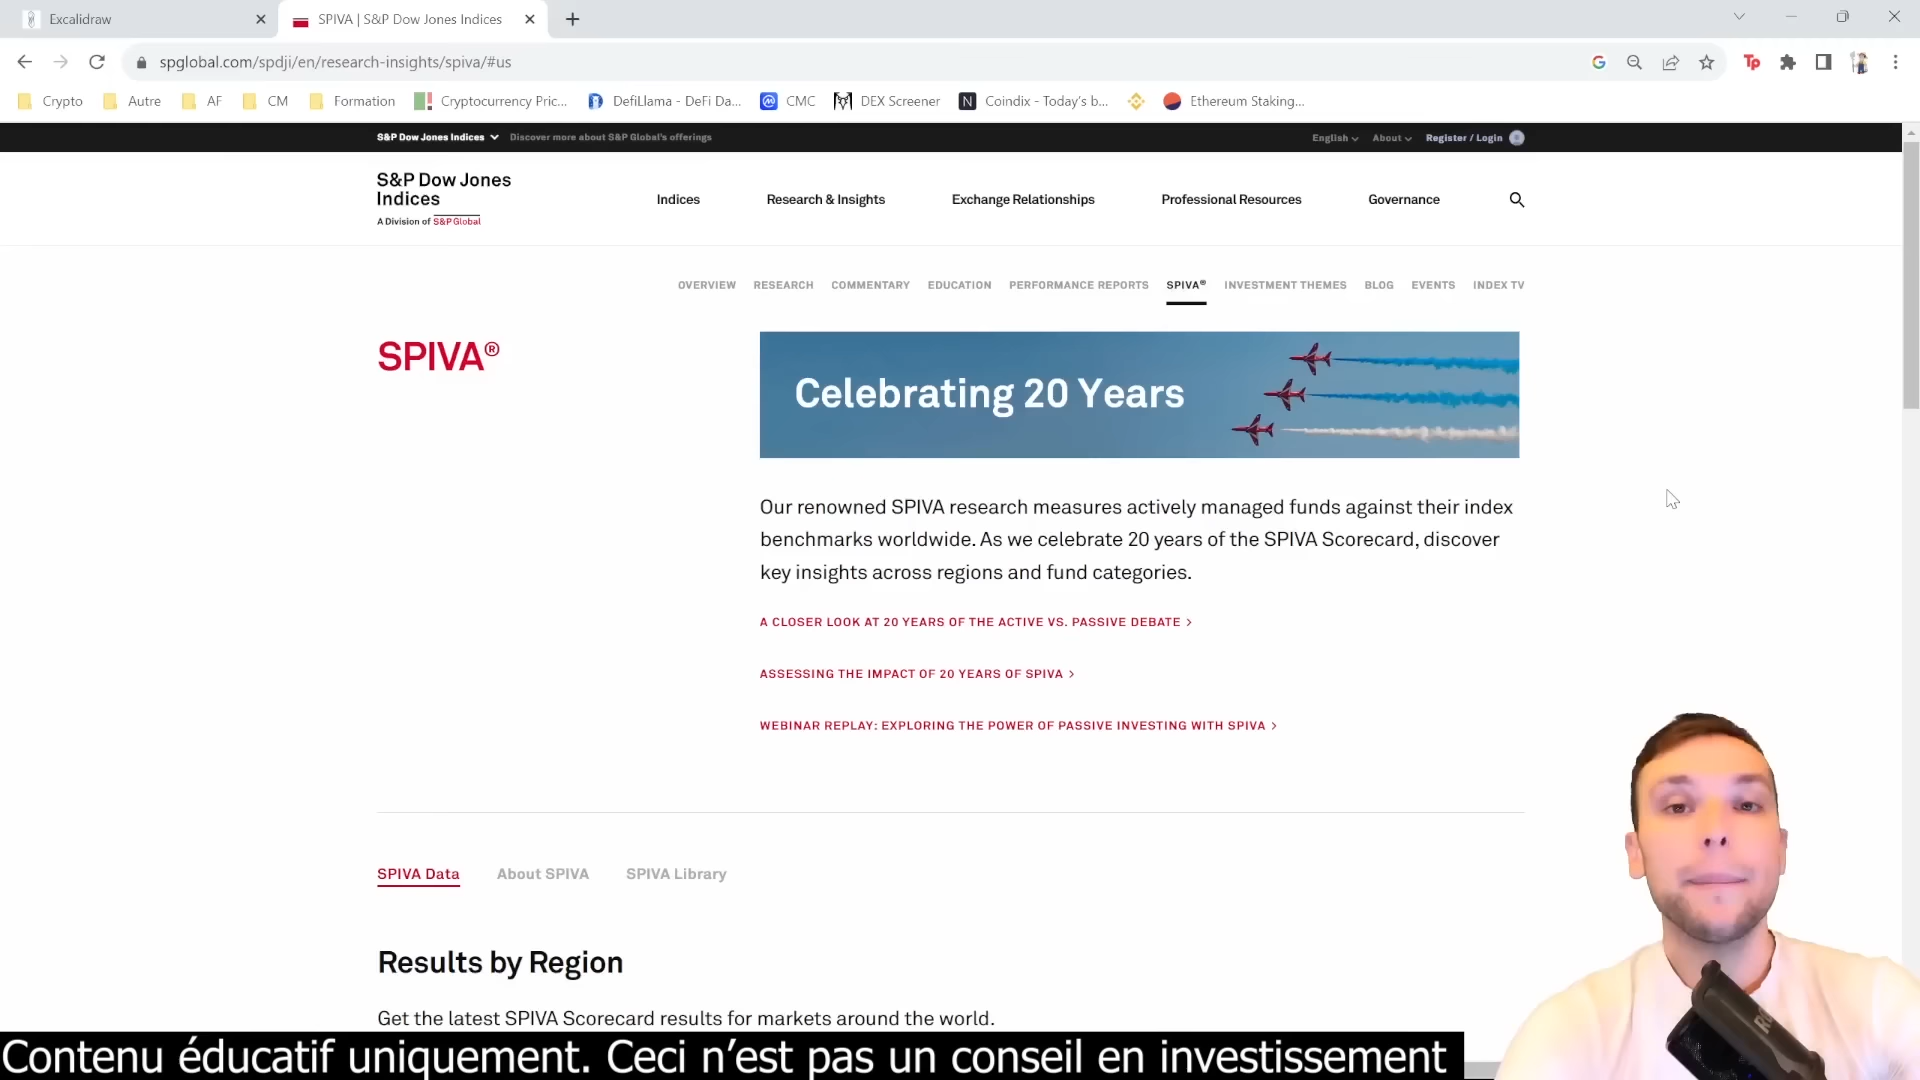 Excalidraw
SPIVA | S&P Dow Jones Indices
spglobal.com/spdji/en/research-insights/spiva/#us
Crypto
Autre
AF
CM
Formation
Cryptocurrency Pric...
DefiLlama - DeFi Da...
CMC
DEX Screener
Coindix - Today's b...
Ethereum Staking...
S&P Dow Jones Indices
Discover more about S&P Global's offerings
English
About
Register / Login
S&P Dow Jones
Indices
A Division of S&P Global
Indices
Research & Insights
Exchange Relationships
Professional Resources
Governance
OVERVIEW
RESEARCH
COMMENTARY
EDUCATION
PERFORMANCE REPORTS
SPIVA®
INVESTMENT THEMES
BLOG
EVENTS
INDEX TV
SPIVA®
Celebrating 20 Years
Our renowned SPIVA research measures actively managed funds against their index
benchmarks worldwide. As we celebrate 20 years of the SPIVA Scorecard, discover
key insights across regions and fund categories.
A CLOSER LOOK AT 20 YEARS OF THE ACTIVE VS. PASSIVE DEBATE >
ASSESSING THE IMPACT OF 20 YEARS OF SPIVA >
WEBINAR REPLAY: EXPLORING THE POWER OF PASSIVE INVESTING WITH SPIVA >
SPIVA Data
About SPIVA
SPIVA Library
Results by Region
Get the latest SPIVA Scorecard results for markets around the world.
Contenu éducatif uniquement. Ceci n'est pas un conseil en investissement